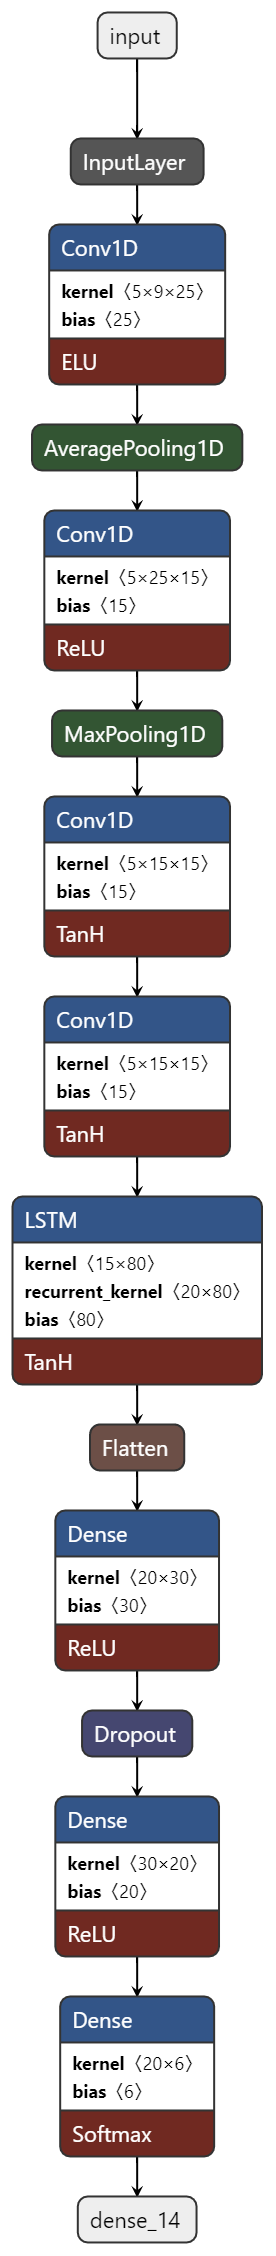 input
InputLayer
Conv1D
kernel 〈5×9×25〉
bias 〈25〉
ELU
AveragePooling1D
Conv1D
kernel 〈5×25×15〉
bias 〈15〉
ReLU
MaxPooling1D
Conv1D
kernel 〈5×15×15〉
bias 〈15〉
TanH
Conv1D
kernel 〈5×15×15〉
bias 〈15〉
TanH
LSTM
kernel 〈15×80〉
recurrent_kernel 〈20×80〉
bias 〈80〉
TanH
Flatten
Dense
kernel 〈20×30〉
bias 〈30〉
ReLU
Dropout
Dense
kernel 〈30×20〉
bias 〈20〉
ReLU
Dense
kernel 〈20×6〉
bias 〈6〉
Softmax
dense_14